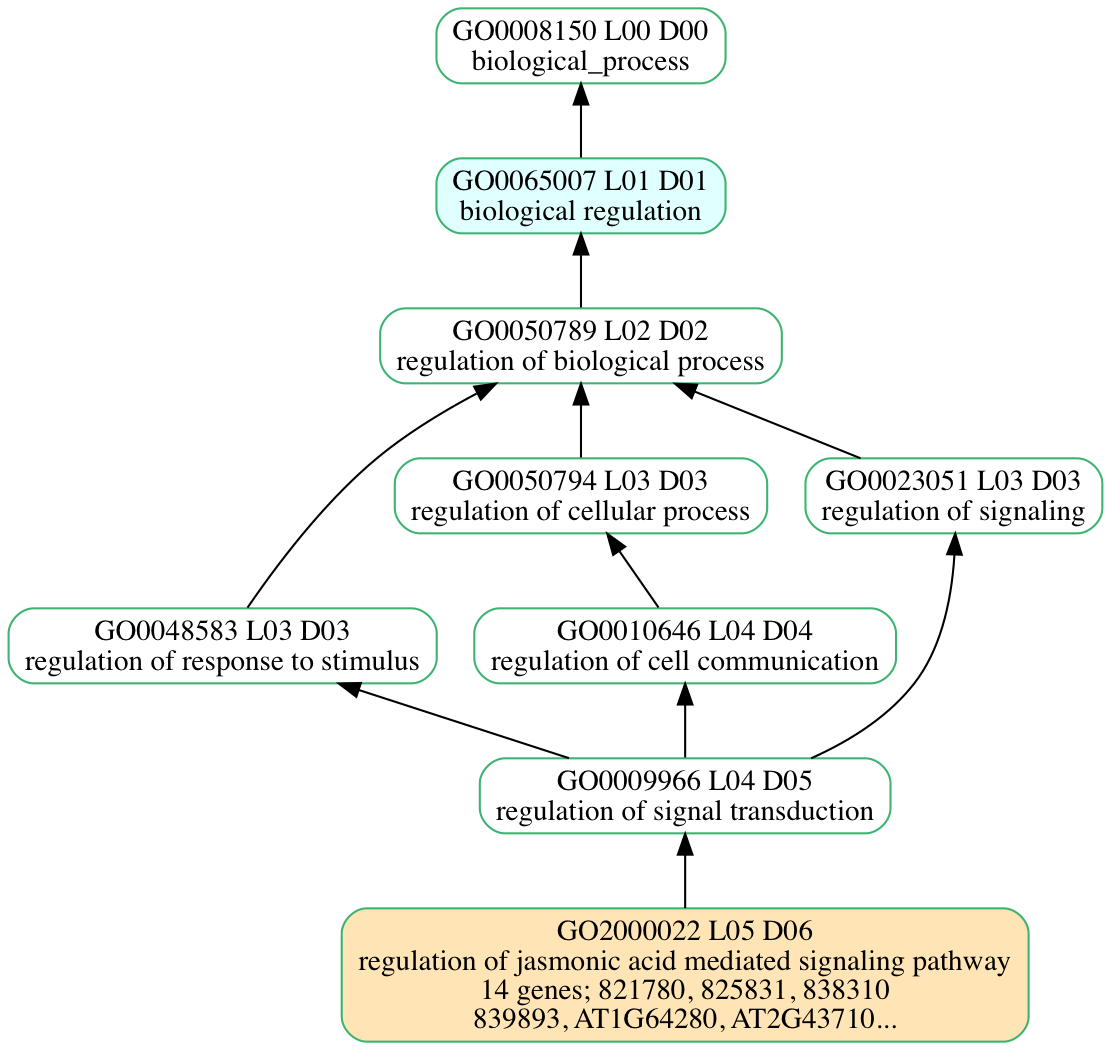 GO0008150 L00 D00
biological_process
GO0065007 L01 D01
biological regulation
GO0050789 L02 D02
regulation of biological process
GO0050794 L03 D03
regulation of cellular process
GO0023051 L03 D03
regulation of signaling
GO0048583 L03 D03
regulation of response to stimulus
GO0010646 L04 D04
regulation of cell communication
GO0009966 L04 D05
regulation of signal transduction
GO2000022 L05 D06
regulation of jasmonic acid mediated signaling pathway
14 genes; 821780, 825831, 838310
839893, AT1G64280, AT2G43710...